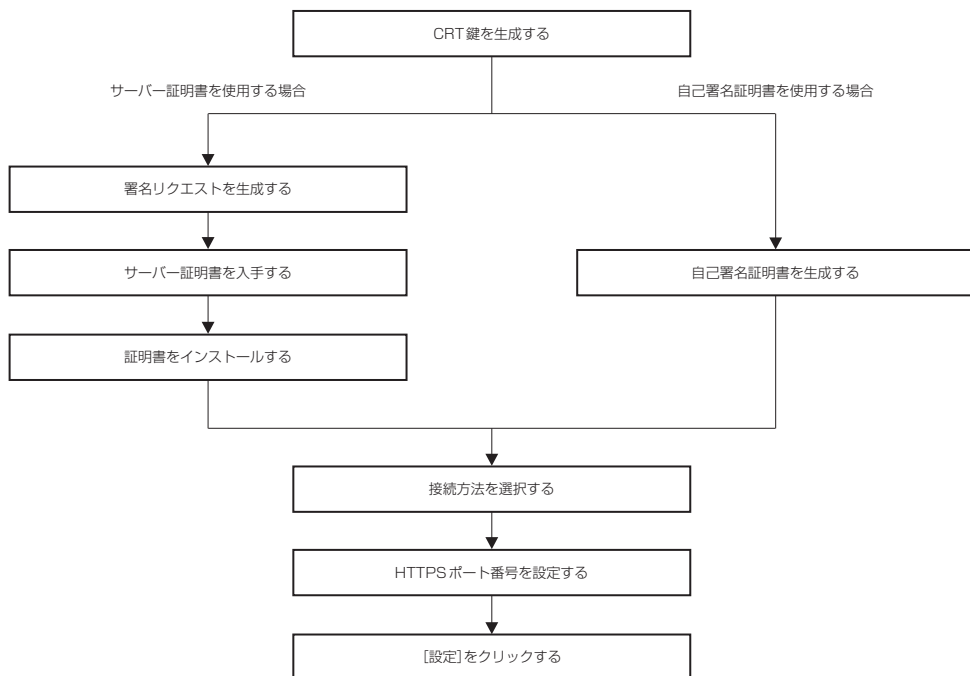 CRT鍵を生成する
サーバー証明書を使用する場合
自己署名証明書を使用する場合
署名リクエストを生成する
サーバー証明書を入手する
自己署名証明書を生成する
証明書をインストールする
接続方法を選択する
HTTPSポート番号を設定する
[設定]をクリックする